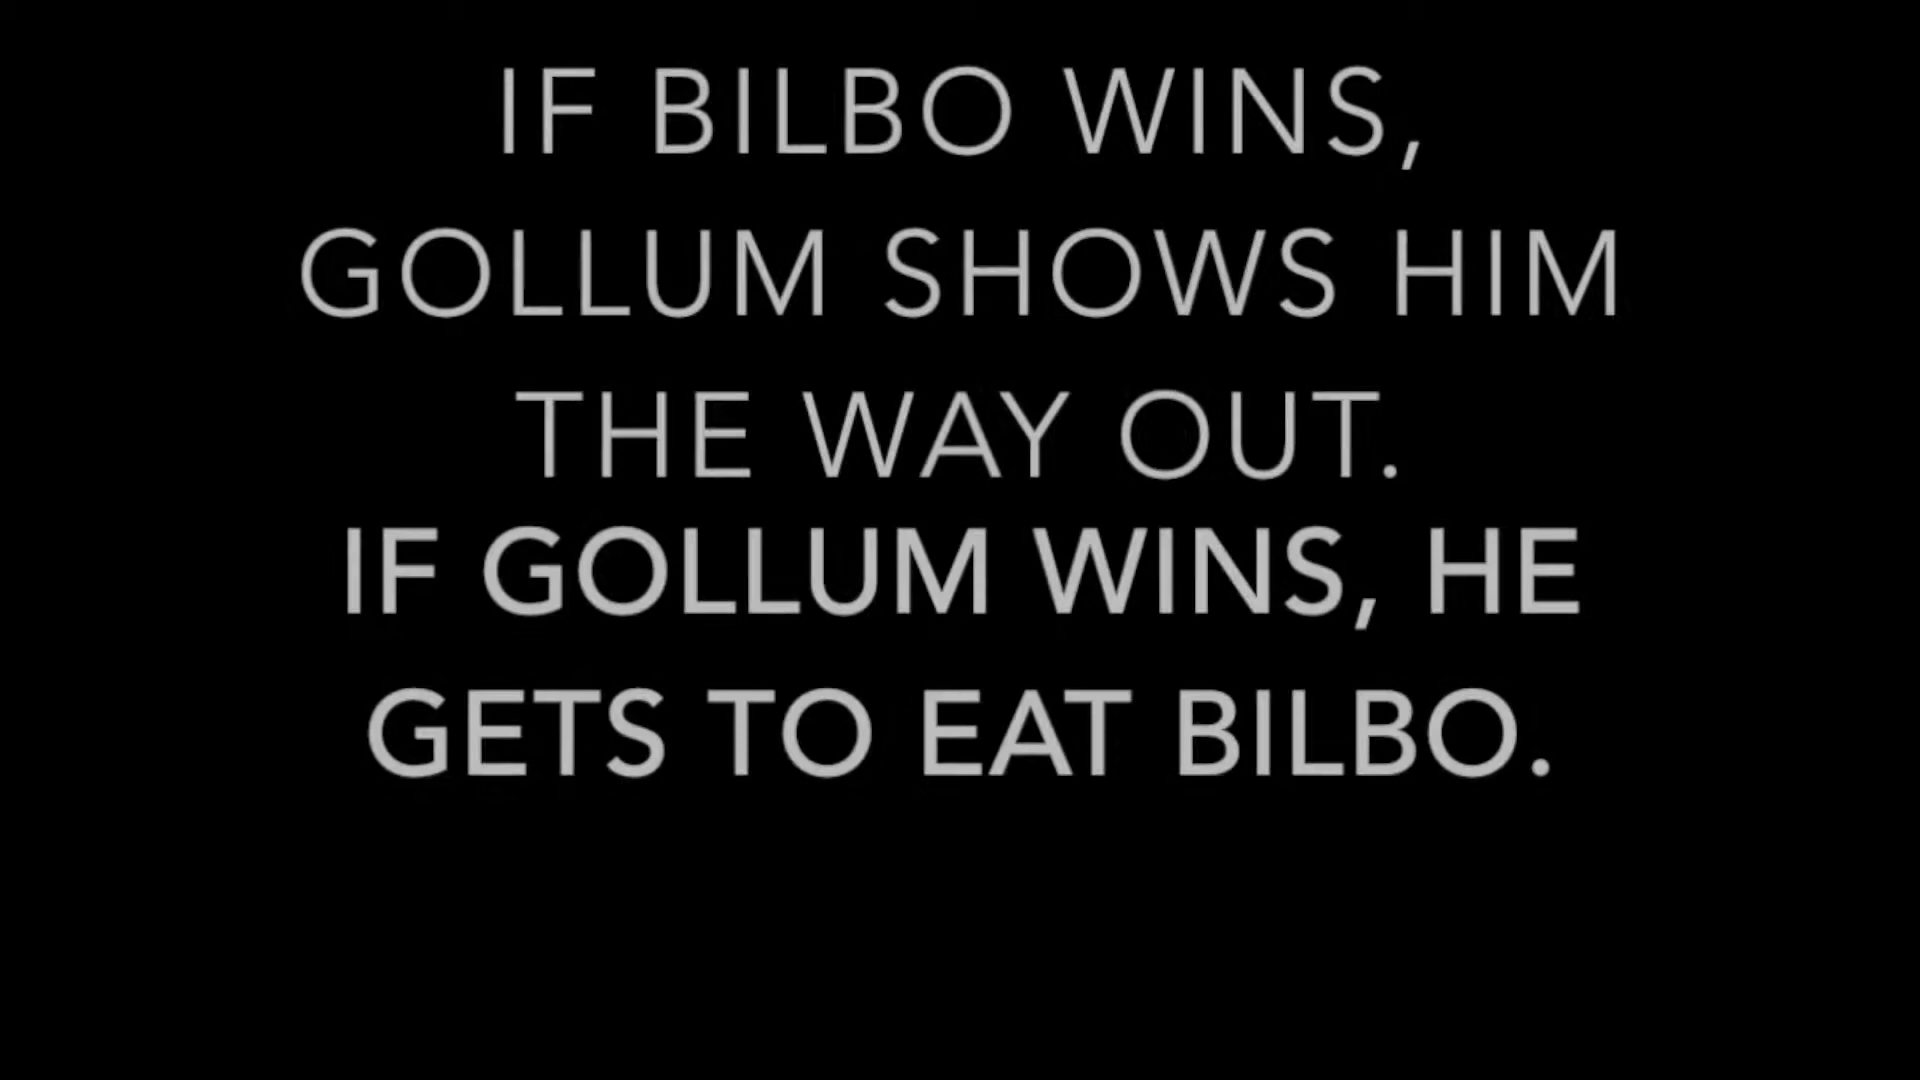 IF BILBO WINS,
GOLLUM SHOWS HIM
THE WAY OUT.
IF GOLLUM WINS, HE
GETS TO EAT BILBO.